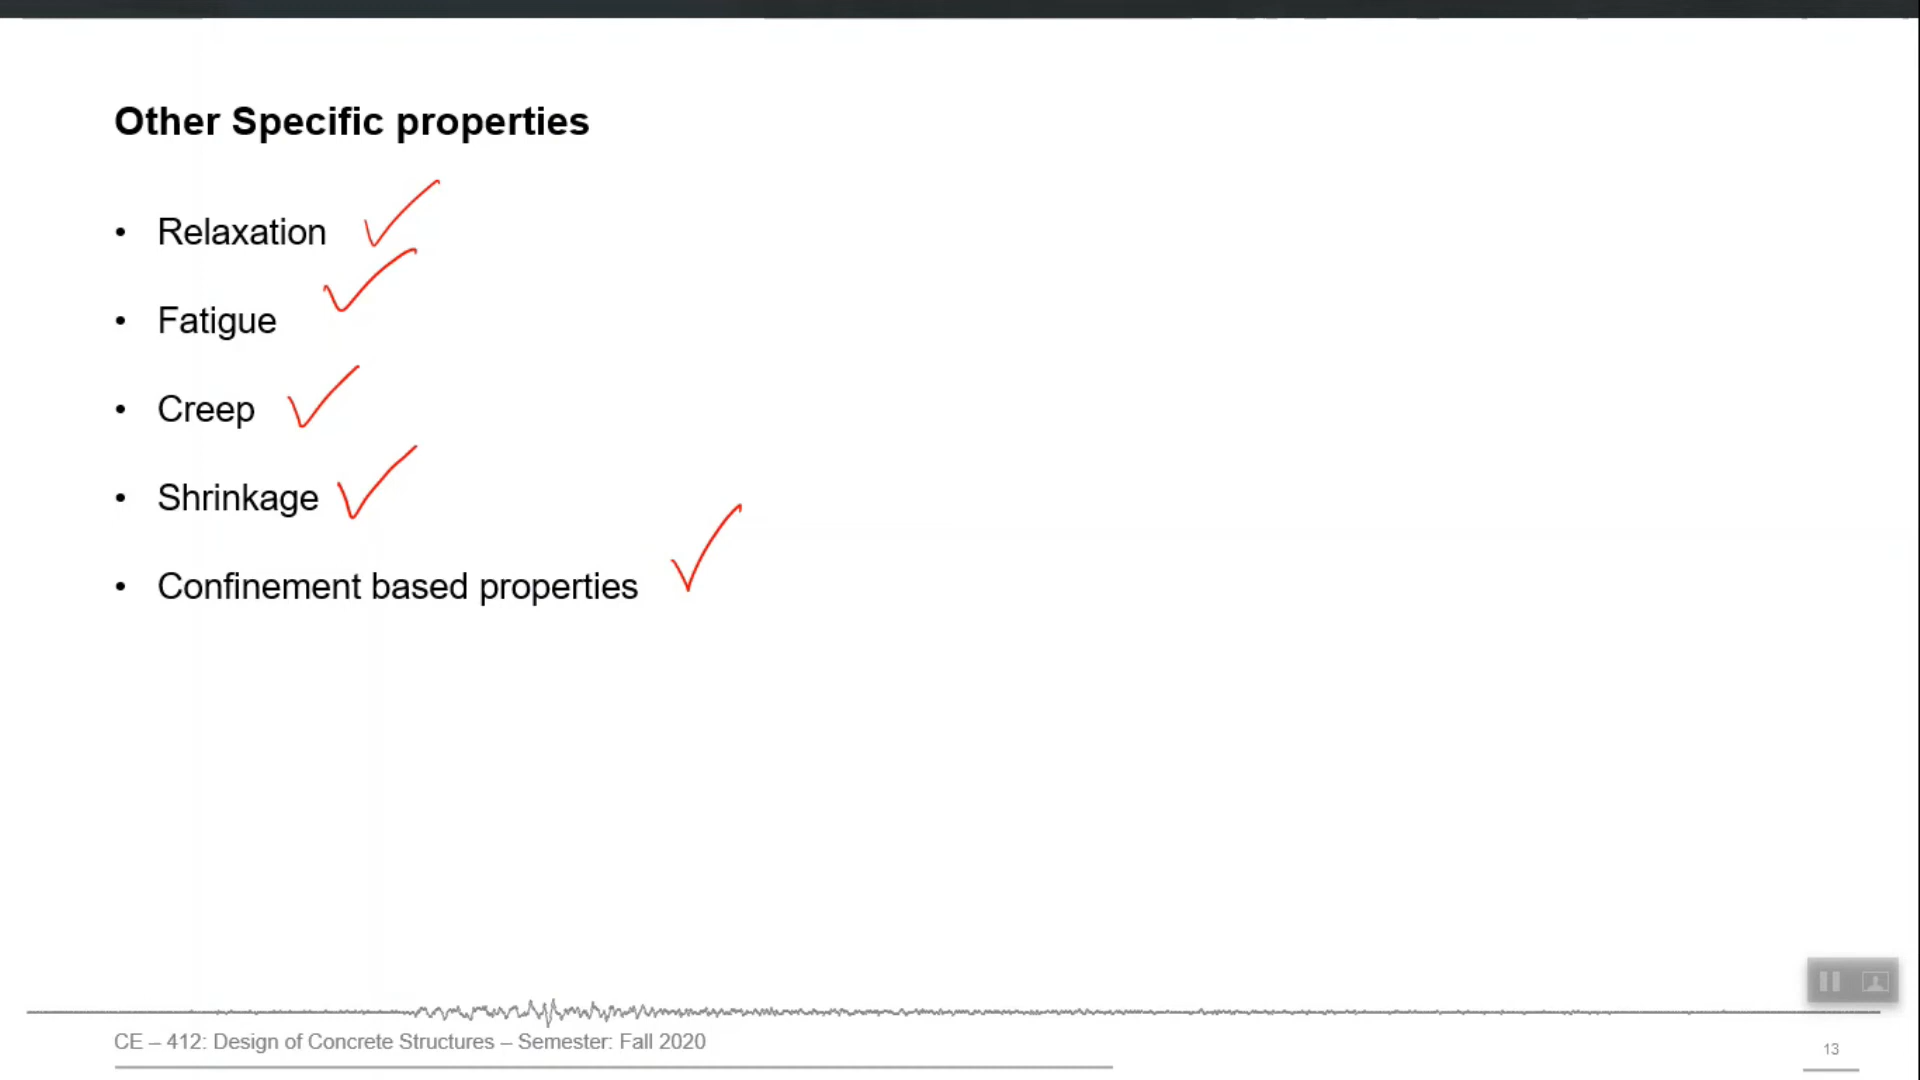 Other Specific properties
• Relaxation
• Fatigue
• Creep
• Shrinkage
• Confinement based properties
CE – 412: Design of Concrete Structures – Semester: Fall 2020
13